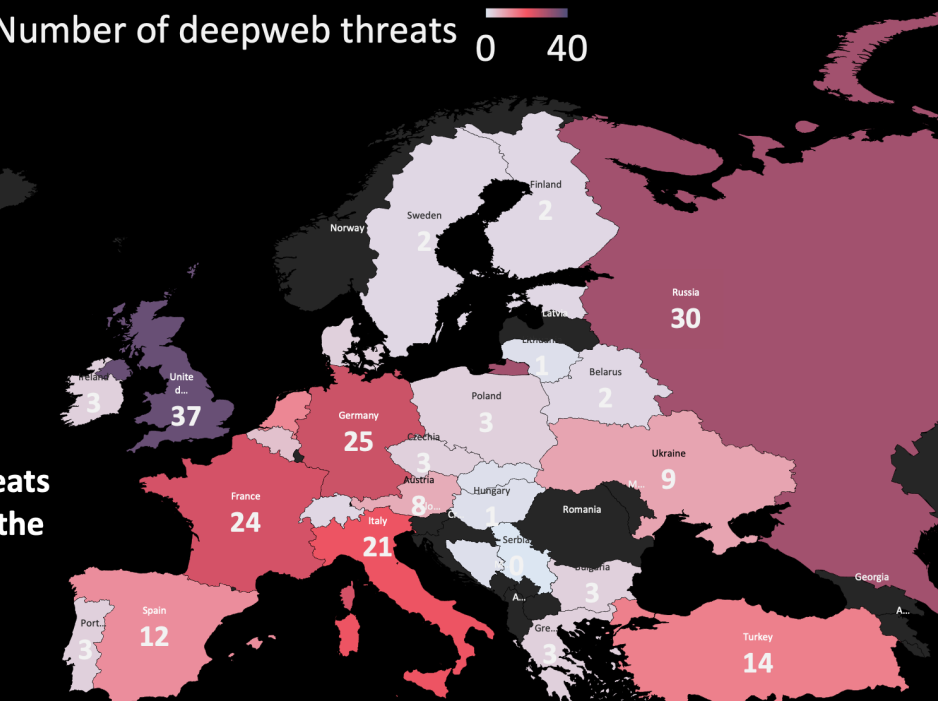 Number of deepweb threats
0 40
Finland
2
Sweden
2
Norway
Russia
30
Latvia
1
Belarus
2
Ireland
3
Unite
d...
37
Poland
3
Germany
25
Czechia
3
Ukraine
9
M...
eats
the
Austria
8
Hungary
1
France
24
Romania
Italy
21
Serbia
0
Bulgaria
3
Georgia
A...
A...
Spain
12
Port...
3
Gre...
3
Turkey
14